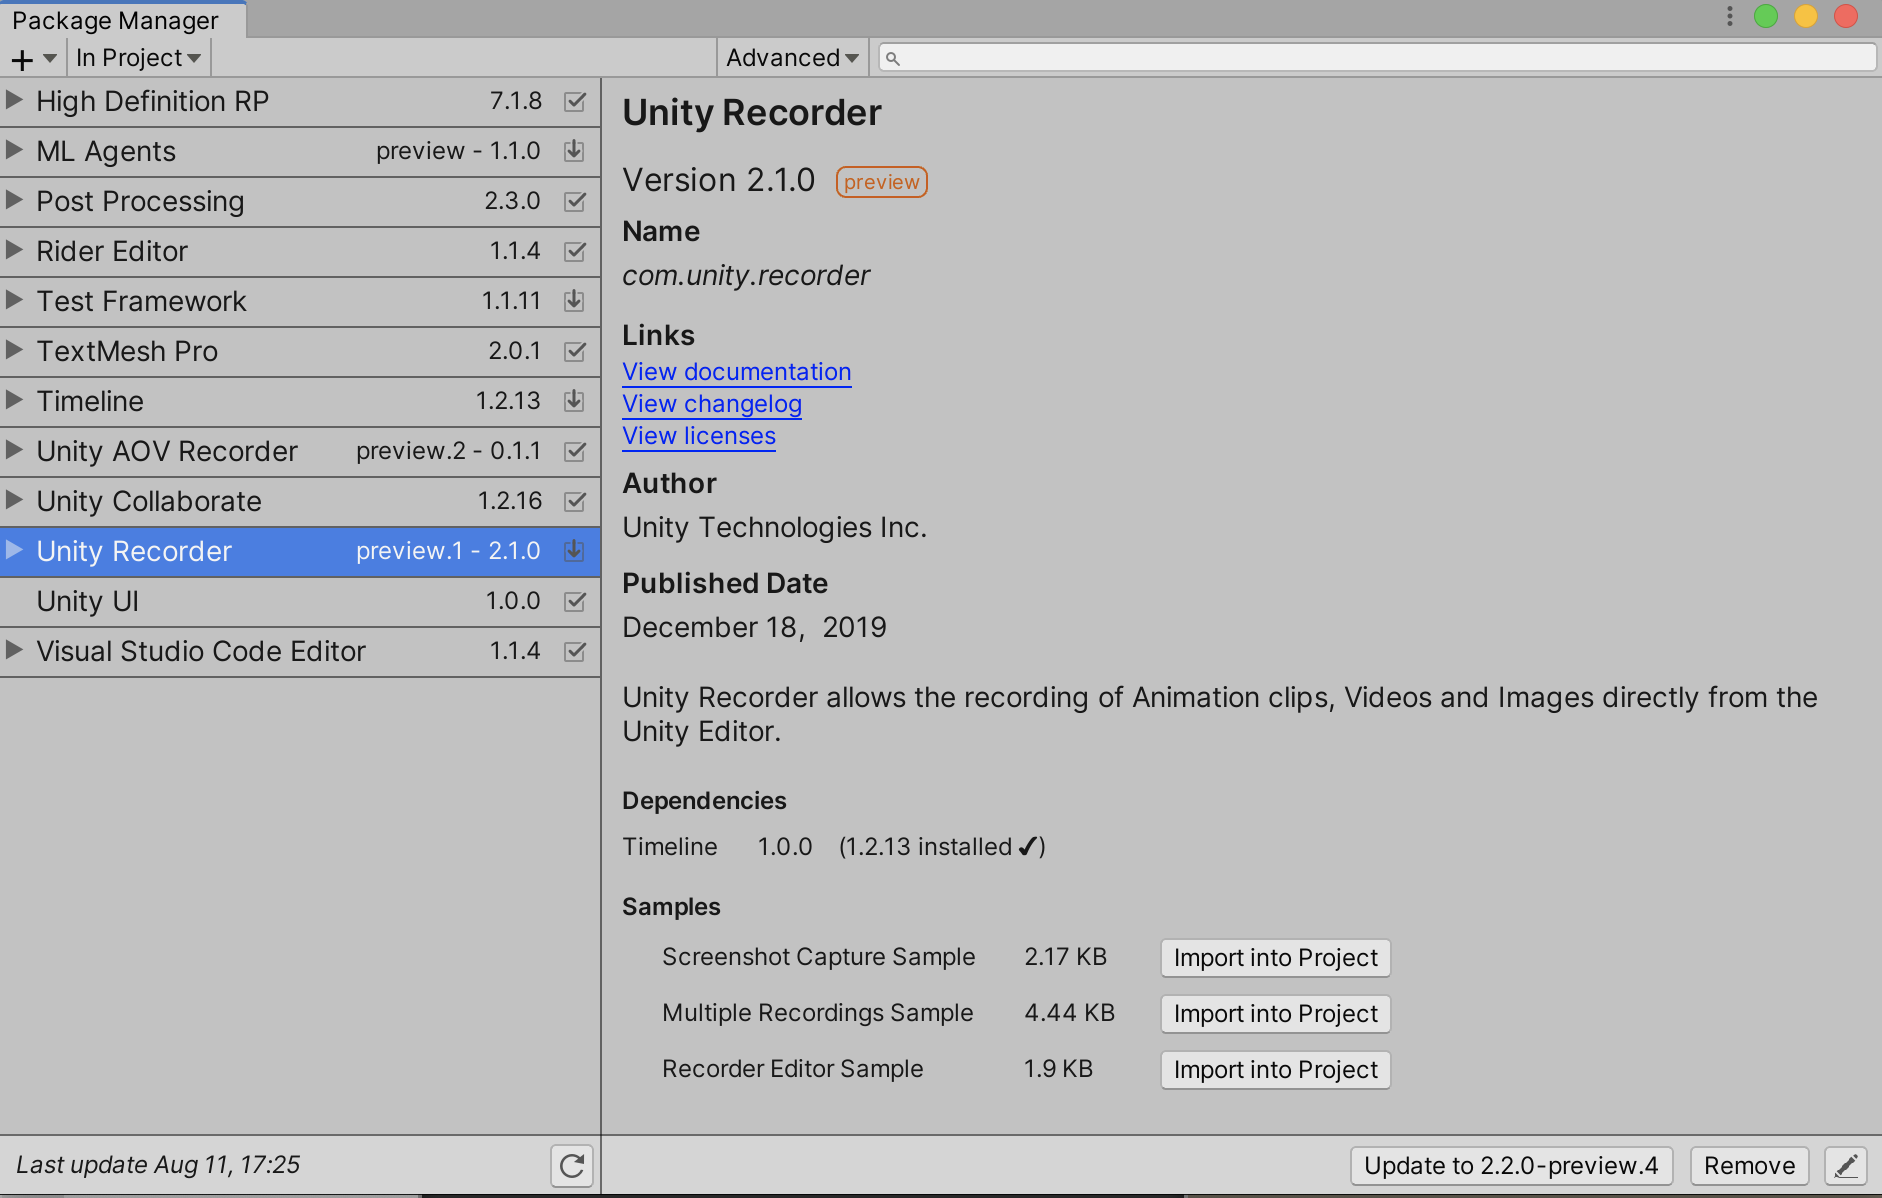 Package Manager
In Project
Advanced
High Definition RP 7.1.8
ML Agents preview - 1.1.0
Post Processing 2.3.0
Rider Editor 1.1.4
Test Framework 1.1.11
TextMesh Pro 2.0.1
Timeline 1.2.13
Unity AOV Recorder preview.2 - 0.1.1
Unity Collaborate 1.2.16
Unity Recorder preview.1 - 2.1.0
Unity UI 1.0.0
Visual Studio Code Editor 1.1.4
Last update Aug 11, 17:25
Unity Recorder
Version 2.1.0 preview
Name
com.unity.recorder
Links
View documentation
View changelog
View licenses
Author
Unity Technologies Inc.
Published Date
December 18, 2019
Unity Recorder allows the recording of Animation clips, Videos and Images directly from the
Unity Editor.
Dependencies
Timeline 1.0.0 (1.2.13 installed ✔)
Samples
Screenshot Capture Sample 2.17 KB Import into Project
Multiple Recordings Sample 4.44 KB Import into Project
Recorder Editor Sample 1.9 KB Import into Project
Update to 2.2.0-preview.4 Remove